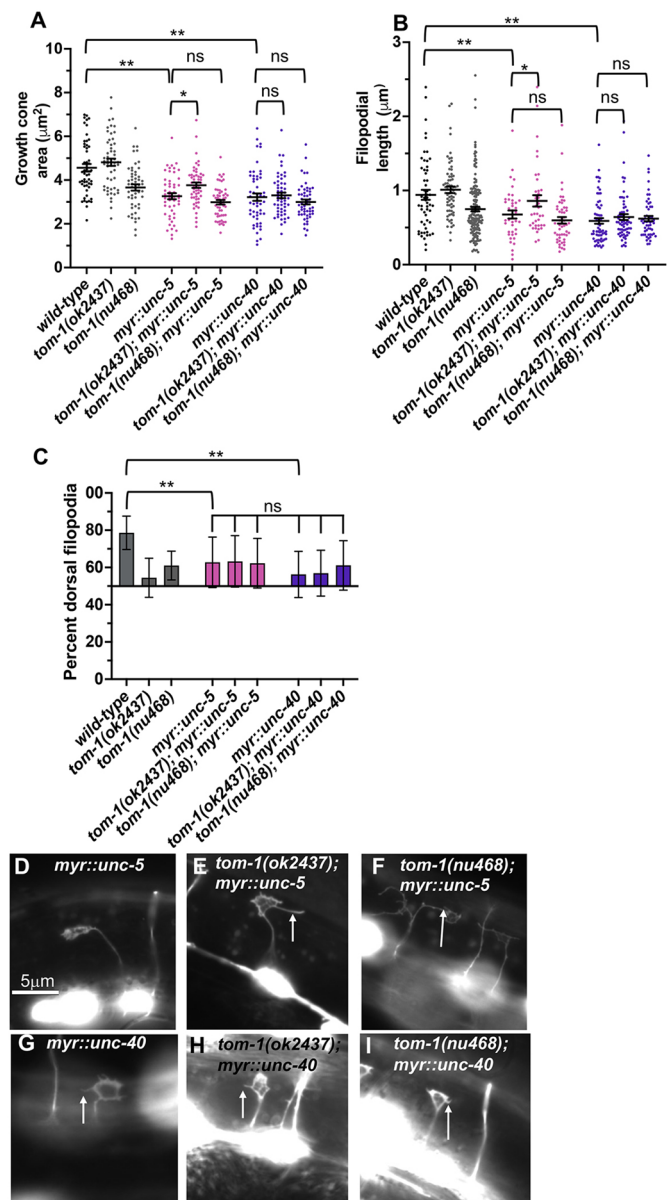 A
Growth cone
area (μm2)
10
8
6
4
2
0
**
**
ns
*
ns
ns
wild-type
tom-1(ok2437)
tom-1(nu468)
myr::unc-5
tom-1(ok2437); myr::unc-5
tom-1(nu468); myr::unc-5
myr::unc-40
tom-1(ok2437); myr::unc-40
tom-1(nu468); myr::unc-40
B
Filopodial
length (μm)
3
2
1
0
**
**
*
ns
ns
ns
wild-type
tom-1(ok2437)
tom-1(nu468)
myr::unc-5
tom-1(ok2437); myr::unc-5
tom-1(nu468); myr::unc-5
myr::unc-40
tom-1(ok2437); myr::unc-40
tom-1(nu468); myr::unc-40
C
Percent dorsal filopodia
00
80
60
40
20
0
**
**
ns
wild-type
tom-1(ok2437)
tom-1(nu468)
myr::unc-5
tom-1(ok2437); myr::unc-5
tom-1(nu468); myr::unc-5
myr::unc-40
tom-1(ok2437); myr::unc-40
tom-1(nu468); myr::unc-40
D myr::unc-5
5μm
E tom-1(ok2437);
myr::unc-5
F tom-1(nu468);
myr::unc-5
G myr::unc-40
H tom-1(ok2437);
myr::unc-40
I tom-1(nu468);
myr::unc-40